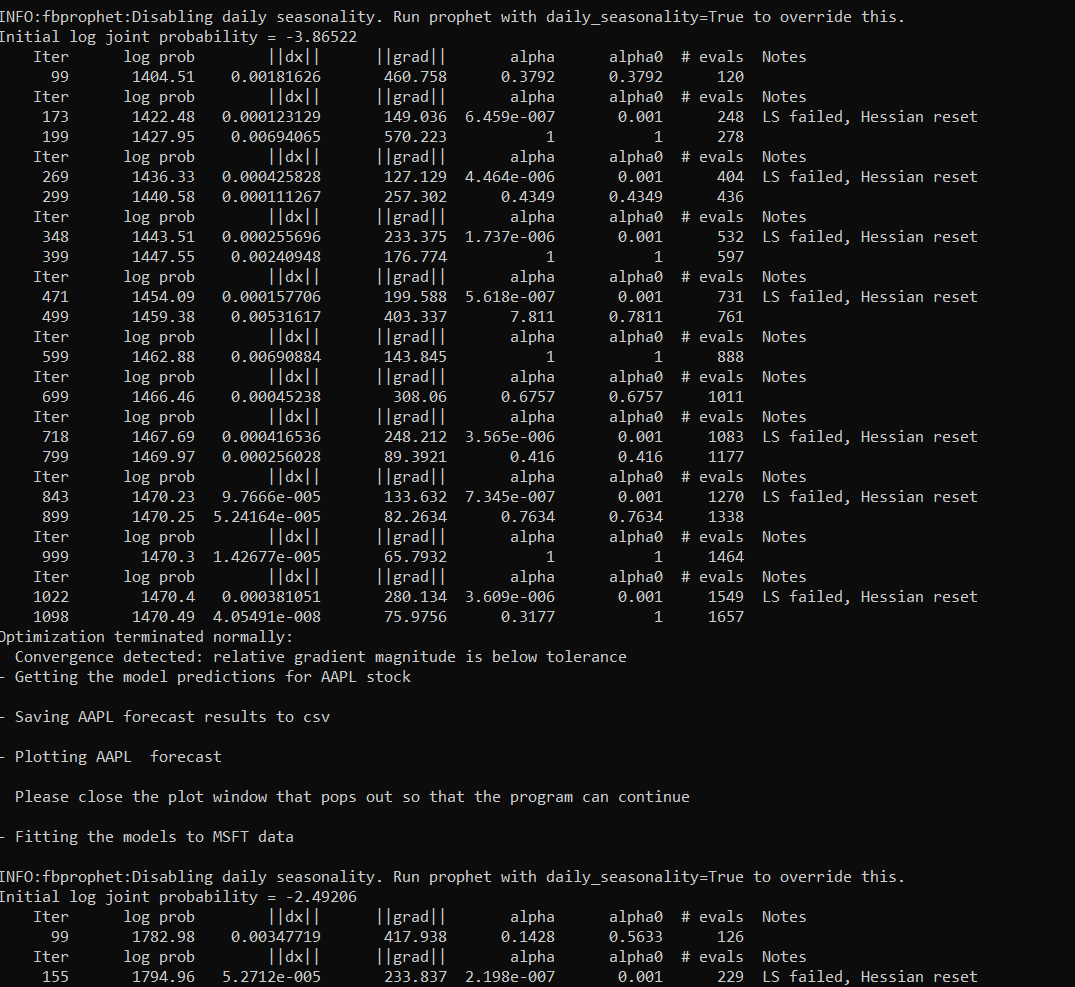 INFO:fbprophet:Disabling daily seasonality. Run prophet with daily_seasonality=True to override this.
Initial log joint probability = -3.86522
    Iter      log prob        ||dx||      ||grad||       alpha      alpha0  # evals  Notes
      99       1404.51    0.00181626       460.758      0.3792      0.3792      120
    Iter      log prob        ||dx||      ||grad||       alpha      alpha0  # evals  Notes
     173       1422.48   0.000123129       149.036  6.459e-007       0.001      248  LS failed, Hessian reset
     199       1427.95    0.00694065       570.223           1           1      278
    Iter      log prob        ||dx||      ||grad||       alpha      alpha0  # evals  Notes
     269       1436.33   0.000425828       127.129  4.464e-006       0.001      404  LS failed, Hessian reset
     299       1440.58   0.000111267       257.302      0.4349      0.4349      436
    Iter      log prob        ||dx||      ||grad||       alpha      alpha0  # evals  Notes
     348       1443.51   0.000255696       233.375  1.737e-006       0.001      532  LS failed, Hessian reset
     399       1447.55    0.00240948       176.774           1           1      597
    Iter      log prob        ||dx||      ||grad||       alpha      alpha0  # evals  Notes
     471       1454.09   0.000157706       199.588  5.618e-007       0.001      731  LS failed, Hessian reset
     499       1459.38    0.00531617       403.337       7.811      0.7811      761
    Iter      log prob        ||dx||      ||grad||       alpha      alpha0  # evals  Notes
     599       1462.88    0.00690884       143.845           1           1      888
    Iter      log prob        ||dx||      ||grad||       alpha      alpha0  # evals  Notes
     699       1466.46    0.00045238        308.06      0.6757      0.6757     1011
    Iter      log prob        ||dx||      ||grad||       alpha      alpha0  # evals  Notes
     718       1467.69   0.000416536       248.212  3.565e-006       0.001     1083  LS failed, Hessian reset
     799       1469.97   0.000256028       89.3921       0.416       0.416     1177
    Iter      log prob        ||dx||      ||grad||       alpha      alpha0  # evals  Notes
     843       1470.23   9.7666e-005       133.632  7.345e-007       0.001     1270  LS failed, Hessian reset
     899       1470.25  5.24164e-005       82.2634      0.7634      0.7634     1338
    Iter      log prob        ||dx||      ||grad||       alpha      alpha0  # evals  Notes
     999        1470.3  1.42677e-005       65.7932           1           1     1464
    Iter      log prob        ||dx||      ||grad||       alpha      alpha0  # evals  Notes
    1022        1470.4   0.000381051       280.134  3.609e-006       0.001     1549  LS failed, Hessian reset
    1098       1470.49  4.05491e-008       75.9756      0.3177           1     1657
Optimization terminated normally:
  Convergence detected: relative gradient magnitude is below tolerance
- Getting the model predictions for AAPL stock
- Saving AAPL forecast results to csv
- Plotting AAPL  forecast
  Please close the plot window that pops out so that the program can continue
- Fitting the models to MSFT data
INFO:fbprophet:Disabling daily seasonality. Run prophet with daily_seasonality=True to override this.
Initial log joint probability = -2.49206
    Iter      log prob        ||dx||      ||grad||       alpha      alpha0  # evals  Notes
      99       1782.98    0.00347719       417.938      0.1428      0.5633      126
    Iter      log prob        ||dx||      ||grad||       alpha      alpha0  # evals  Notes
     155       1794.96   5.2712e-005       233.837  2.198e-007       0.001      229  LS failed, Hessian reset